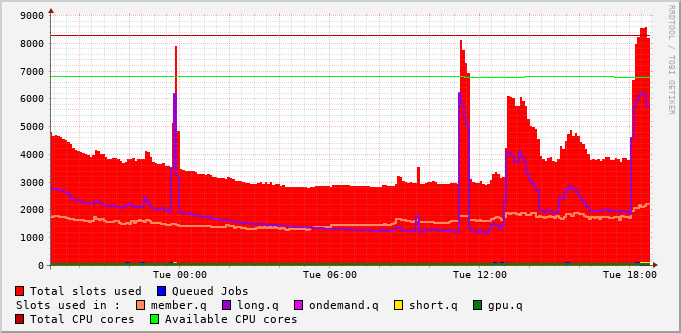 9000
8000
7000
6000
5000
4000
3000
2000
1000
0
Tue 00:00 Tue 06:00 Tue 12:00 Tue 18:00
RRDTOOL / TOBI OETIKER
Total slots used Queued Jobs
Slots used in : member.q long.q ondemand.q short.q gpu.q
Total CPU cores Available CPU cores